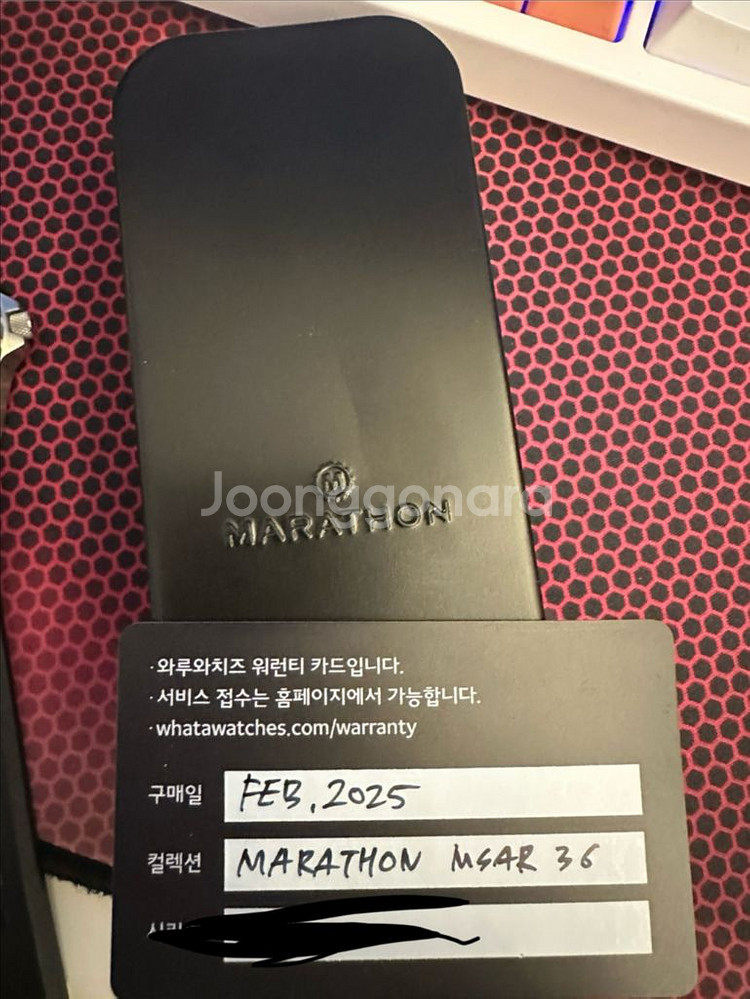 M
Joonggonara
MARATHON
·와루와치즈 워런티 카드입니다.
·서비스 접수는 홈페이지에서 가능합니다.
·whatawatches.com/warranty
구매일 FEB, 2025
컬렉션 MARATHON MSAR 36